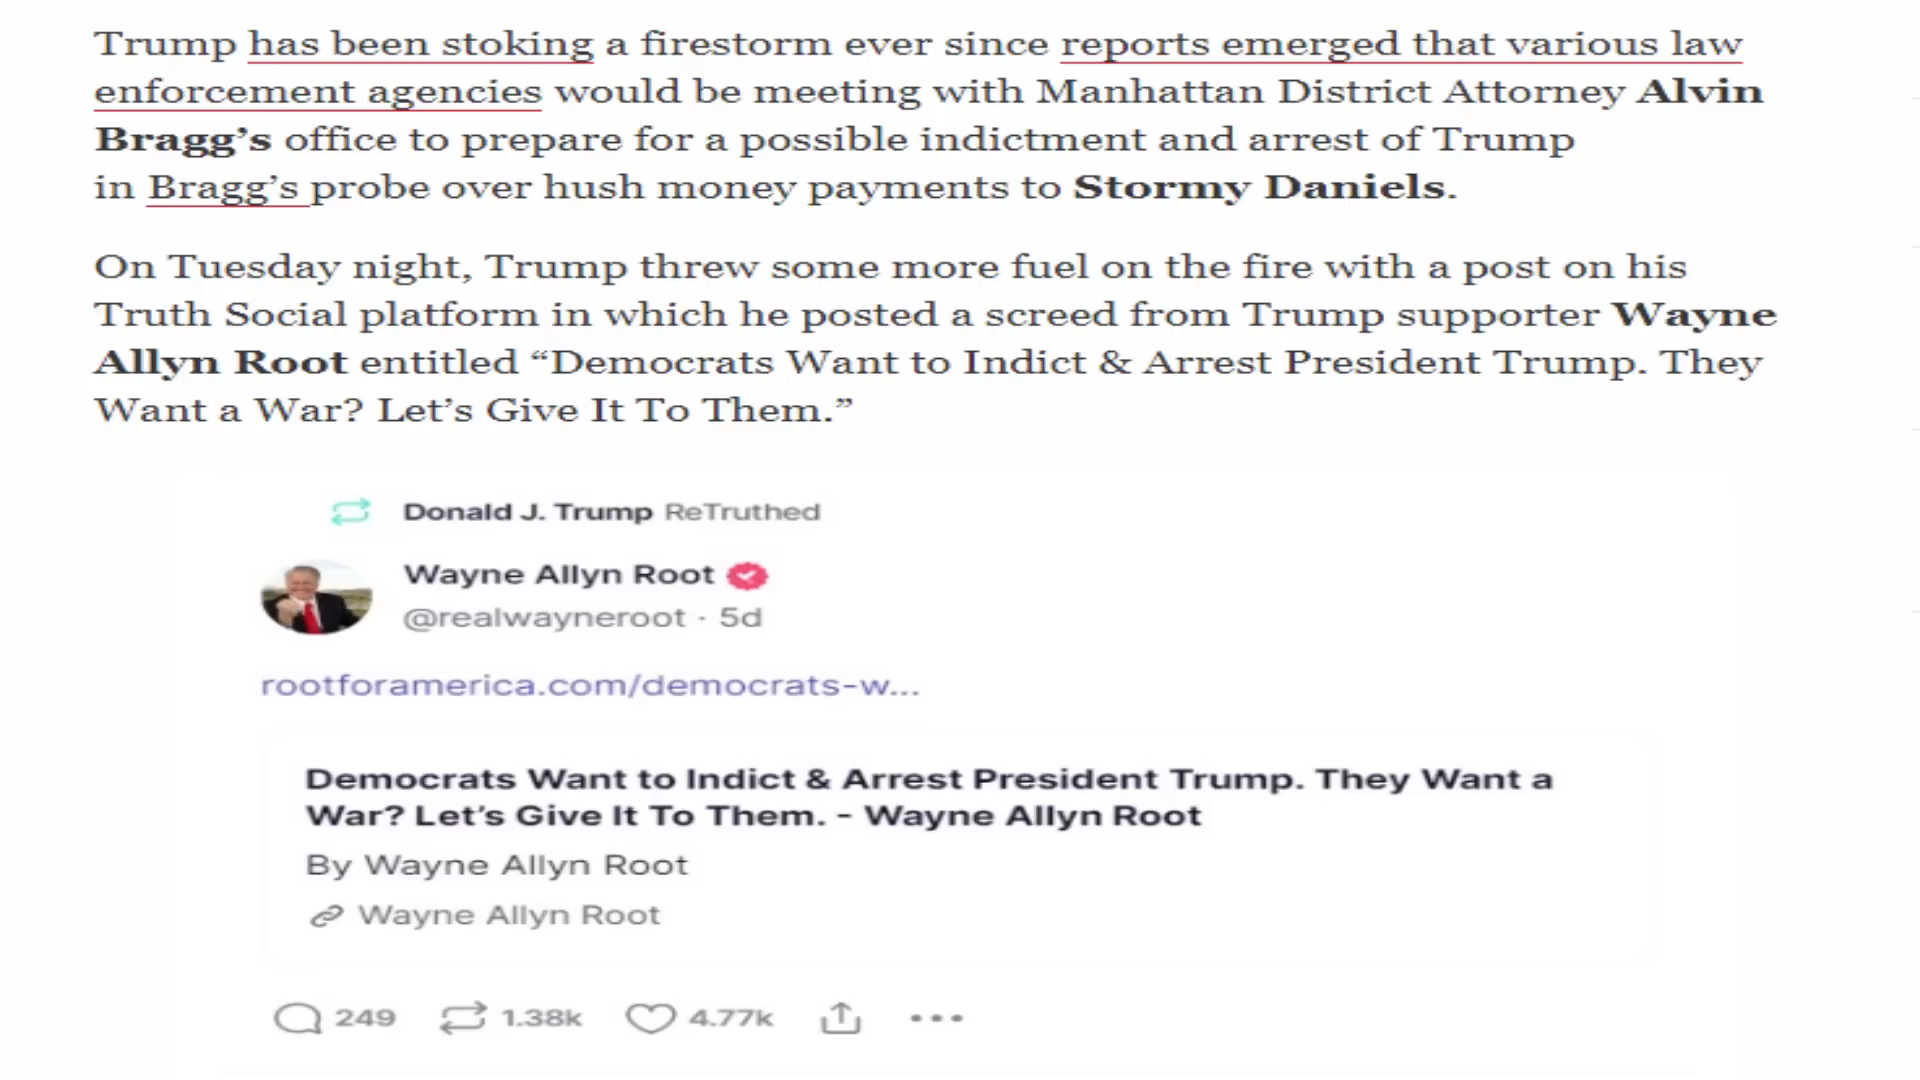 Trump has been stoking a firestorm ever since reports emerged that various law
enforcement agencies would be meeting with Manhattan District Attorney Alvin
Bragg’s office to prepare for a possible indictment and arrest of Trump
in Bragg’s probe over hush money payments to Stormy Daniels.
On Tuesday night, Trump threw some more fuel on the fire with a post on his
Truth Social platform in which he posted a screed from Trump supporter Wayne
Allyn Root entitled “Democrats Want to Indict & Arrest President Trump. They
Want a War? Let’s Give It To Them.”
Donald J. Trump ReTruthed
Wayne Allyn Root
@realwayneroot · 5d
rootforamerica.com/democrats-w...
Democrats Want to Indict & Arrest President Trump. They Want a
War? Let’s Give It To Them. - Wayne Allyn Root
By Wayne Allyn Root
Wayne Allyn Root
249 1.38k 4.77k